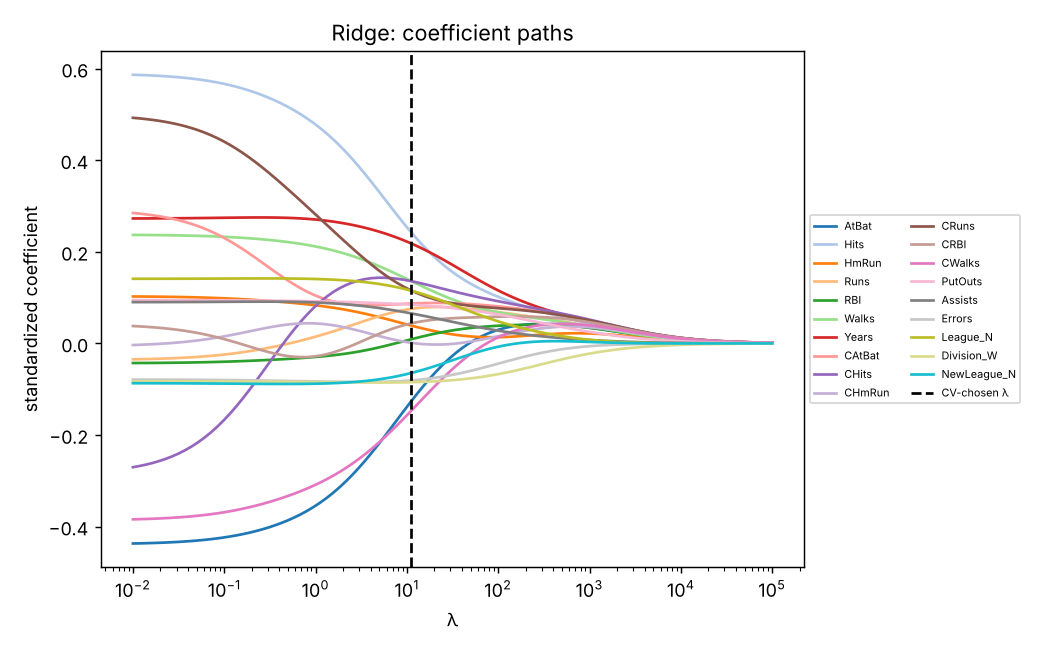 Ridge: coefficient paths
standardized coefficient
0.6
0.4
0.2
0.0
−0.2
−0.4
10⁻²
10⁻¹
10⁰
10¹
10²
10³
10⁴
10⁵
λ
AtBat
Hits
HmRun
Runs
RBI
Walks
Years
CAtBat
CHits
CHmRun
CRuns
CRBI
CWalks
PutOuts
Assists
Errors
League_N
Division_W
NewLeague_N
CV-chosen λ